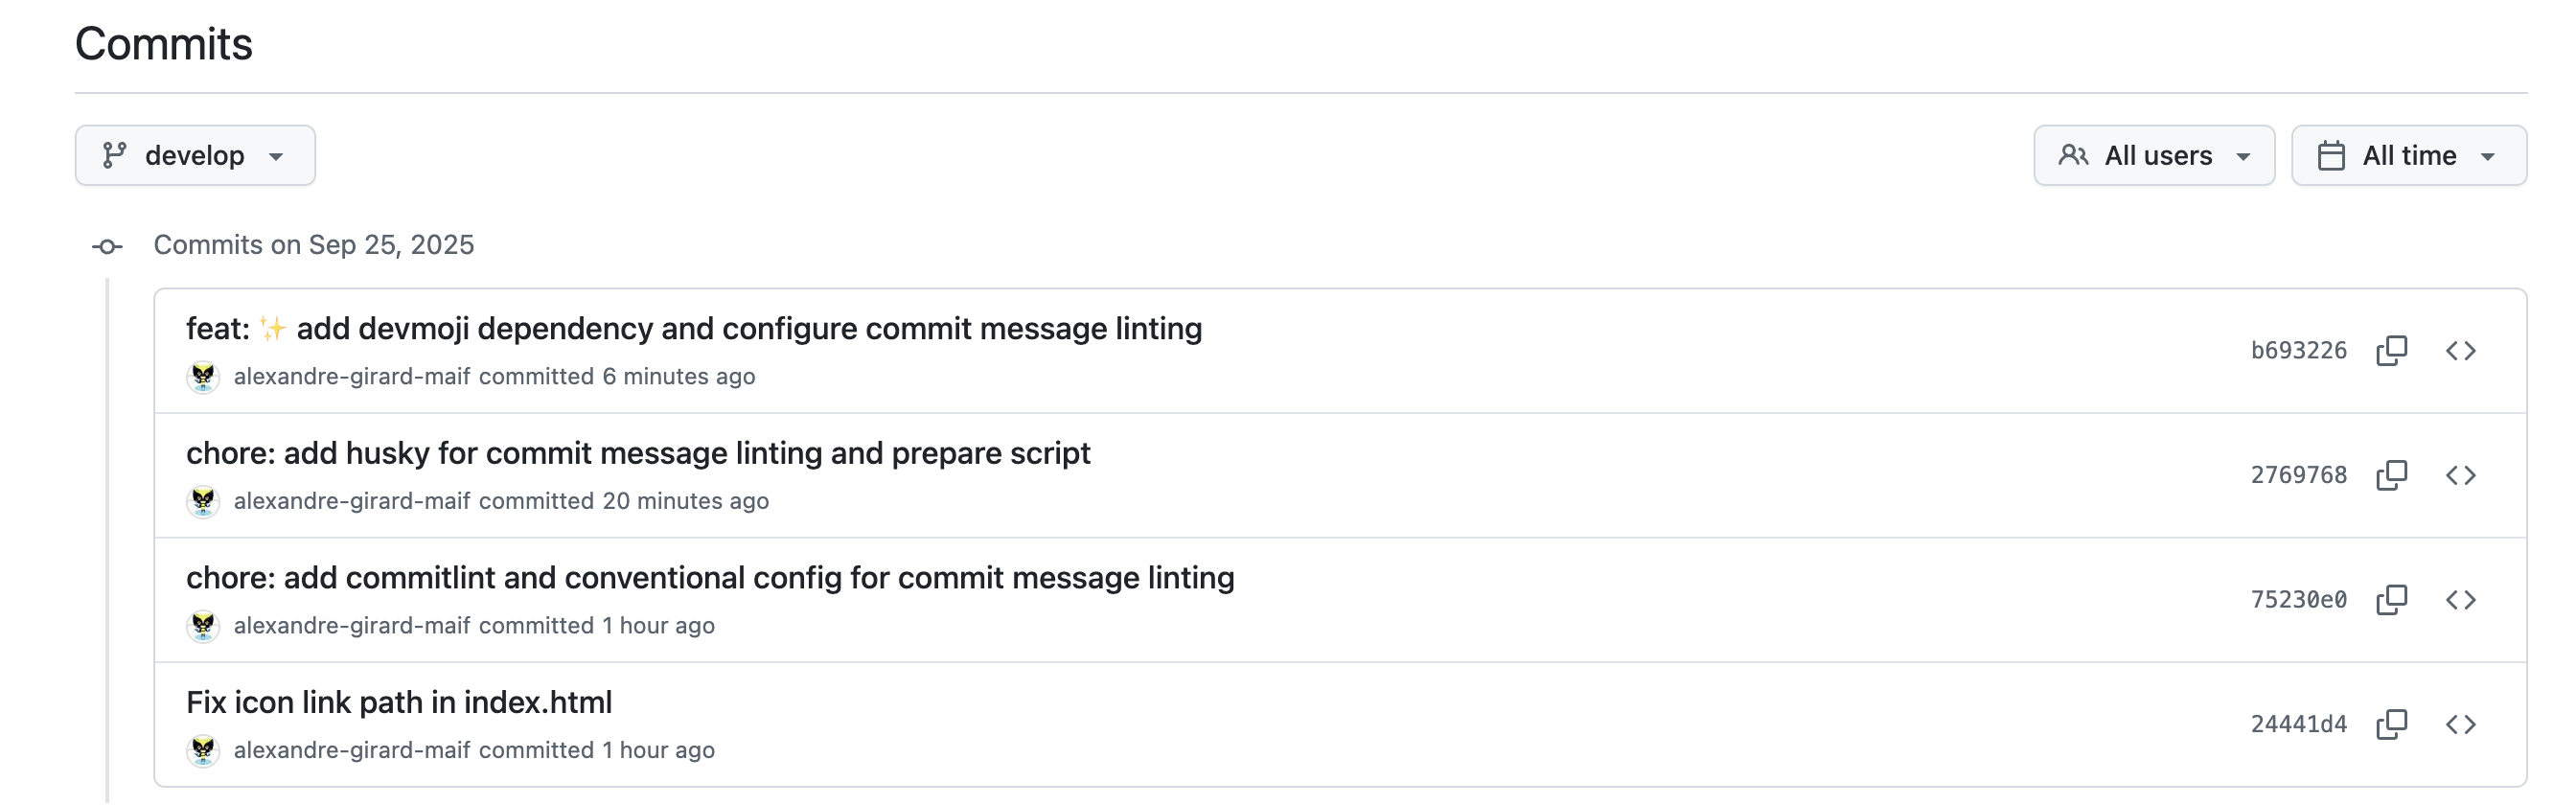 Commits
develop
All users
All time
Commits on Sep 25, 2025
feat: ✨ add devmoji dependency and configure commit message linting
alexandre-girard-maif committed 6 minutes ago
b693226
chore: add husky for commit message linting and prepare script
alexandre-girard-maif committed 20 minutes ago
2769768
chore: add commitlint and conventional config for commit message linting
alexandre-girard-maif committed 1 hour ago
75230e0
Fix icon link path in index.html
alexandre-girard-maif committed 1 hour ago
24441d4